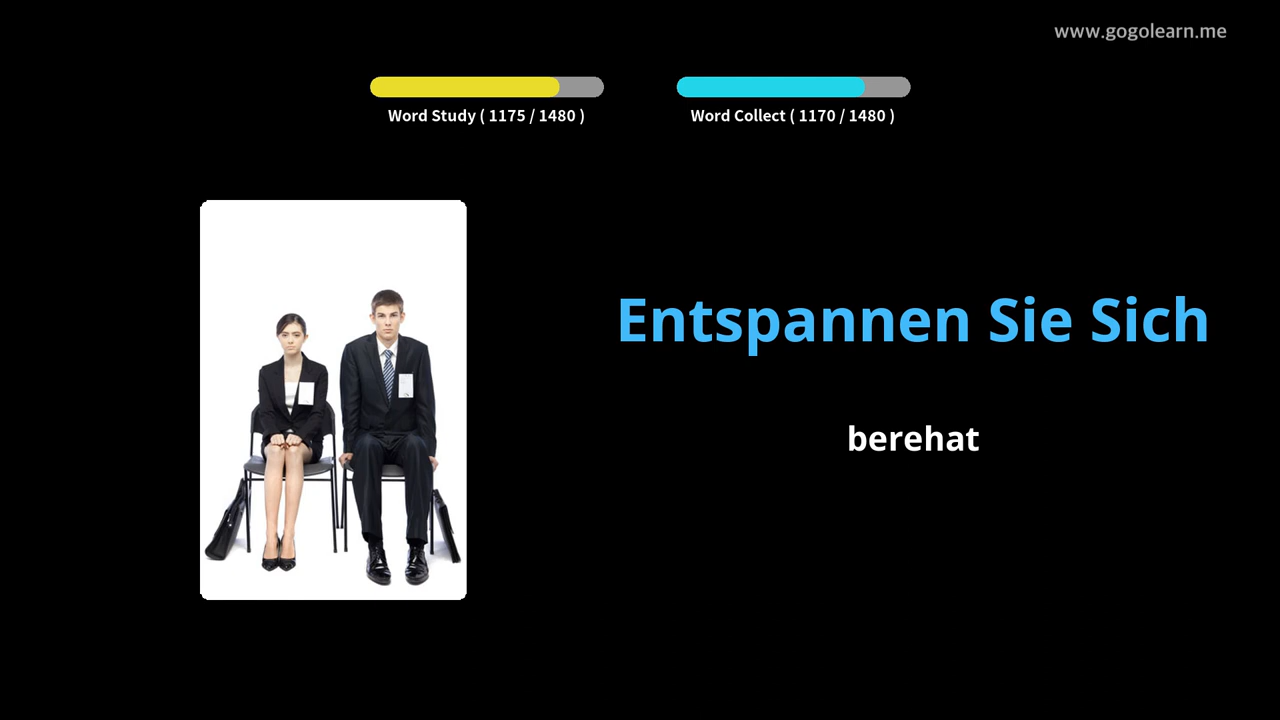 www.gogolearn.me
Word Study ( 1175 / 1480 )
Word Collect ( 1170 / 1480 )
Entspannen Sie Sich
berehat